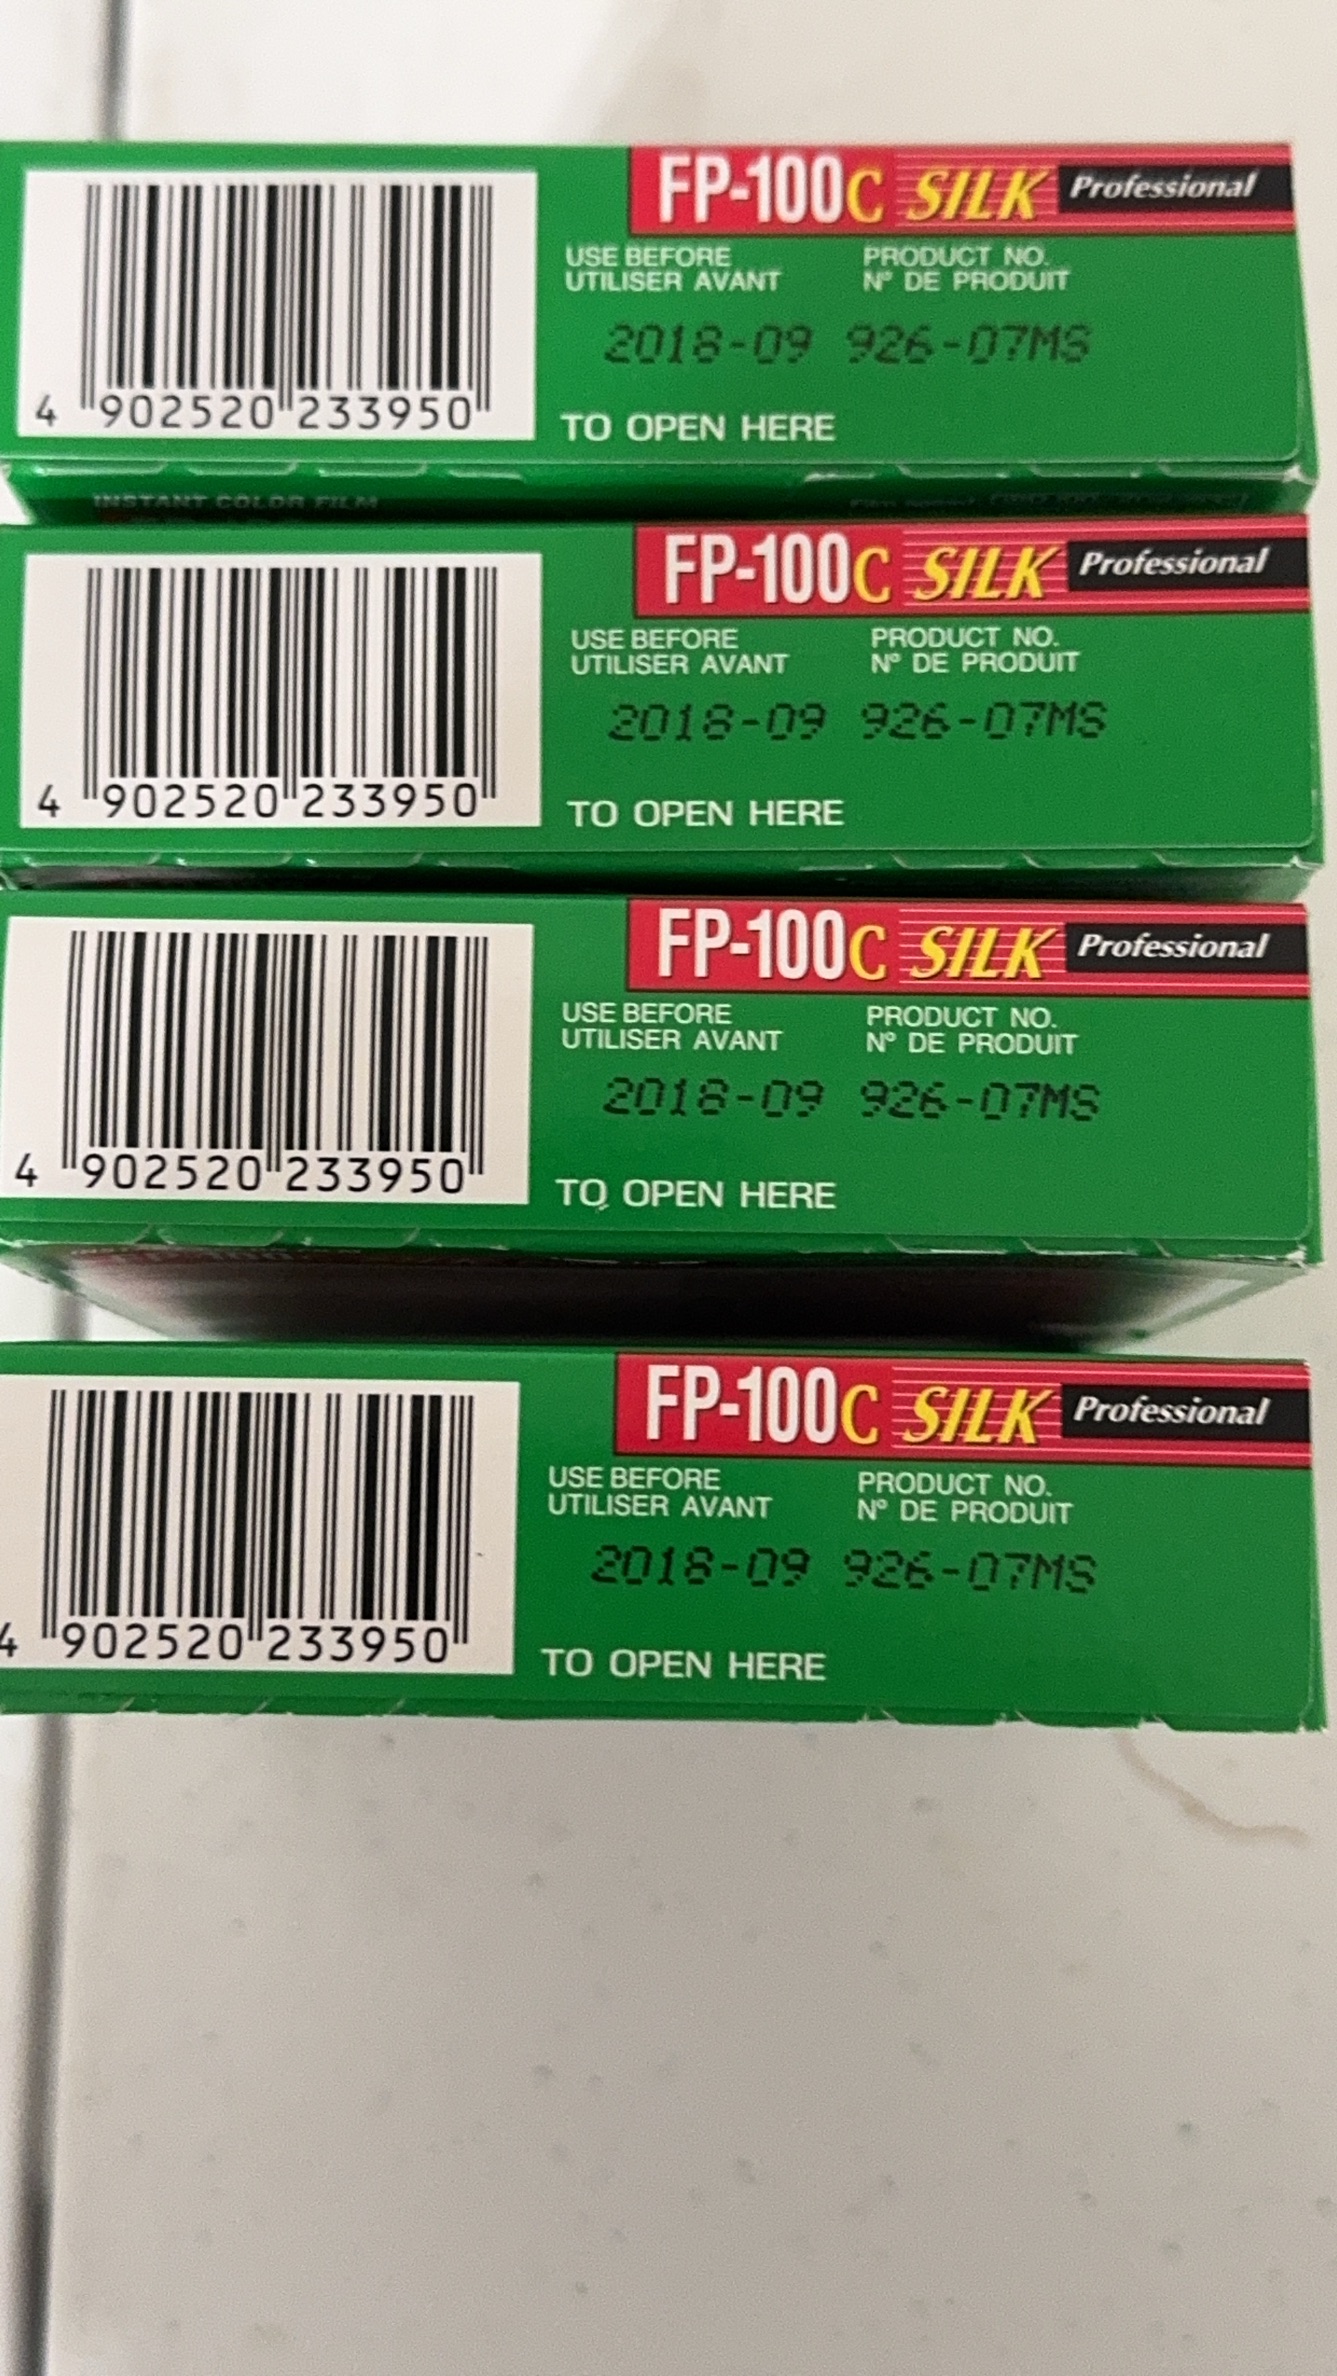 FP-100C SILK Professional
USE BEFORE PRODUCT NO.
UTILISER AVANT Nº DE PRODUIT
2018-09 926-07MS
4 902520 233950
TO OPEN HERE
INSTANT COLOR FILM
FP-100C SILK Professional
USE BEFORE PRODUCT NO.
UTILISER AVANT Nº DE PRODUIT
2018-09 926-07MS
4 902520 233950
TO OPEN HERE
FP-100C SILK Professional
USE BEFORE PRODUCT NO.
UTILISER AVANT Nº DE PRODUIT
2018-09 926-07MS
4 902520 233950
TO OPEN HERE
FP-100C SILK Professional
USE BEFORE PRODUCT NO.
UTILISER AVANT Nº DE PRODUIT
2018-09 926-07MS
4 902520 233950
TO OPEN HERE